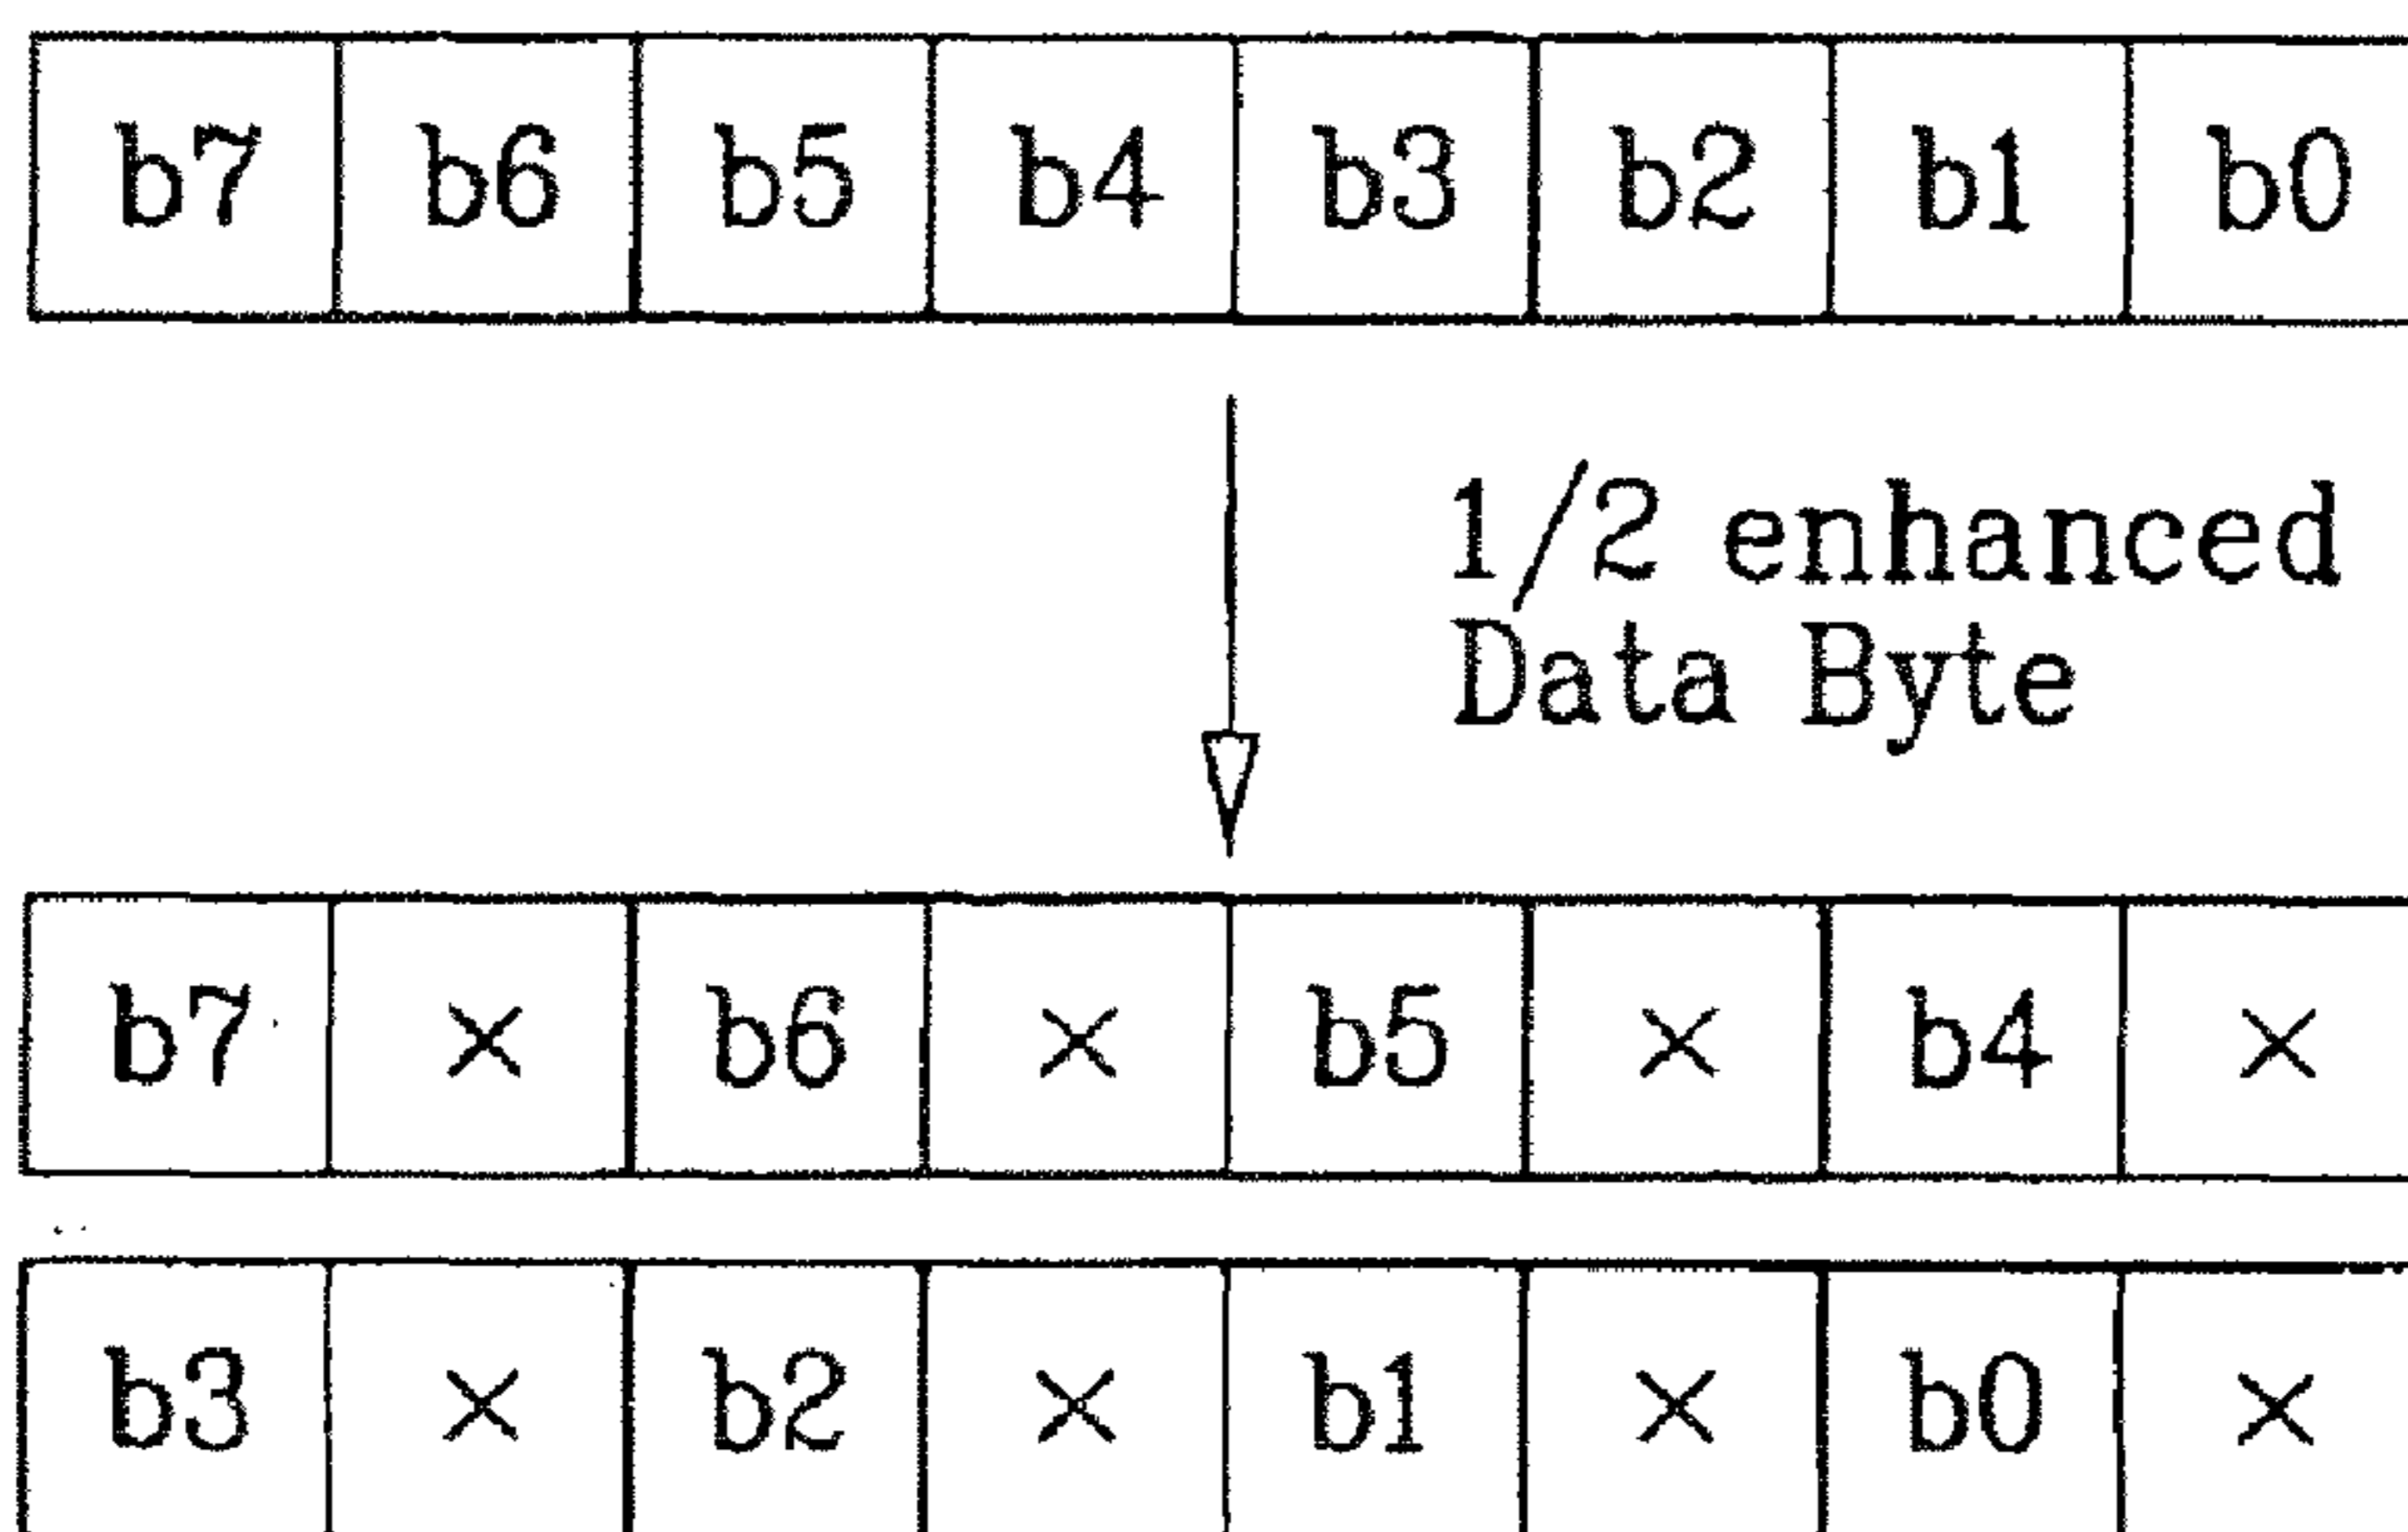 b7 b6 b5 b4 b3 b2 b1 b0
1/2 enhanced
Data Byte
b7 × b6 × b5 × b4 ×
b3 × b2 × b1 × b0 ×